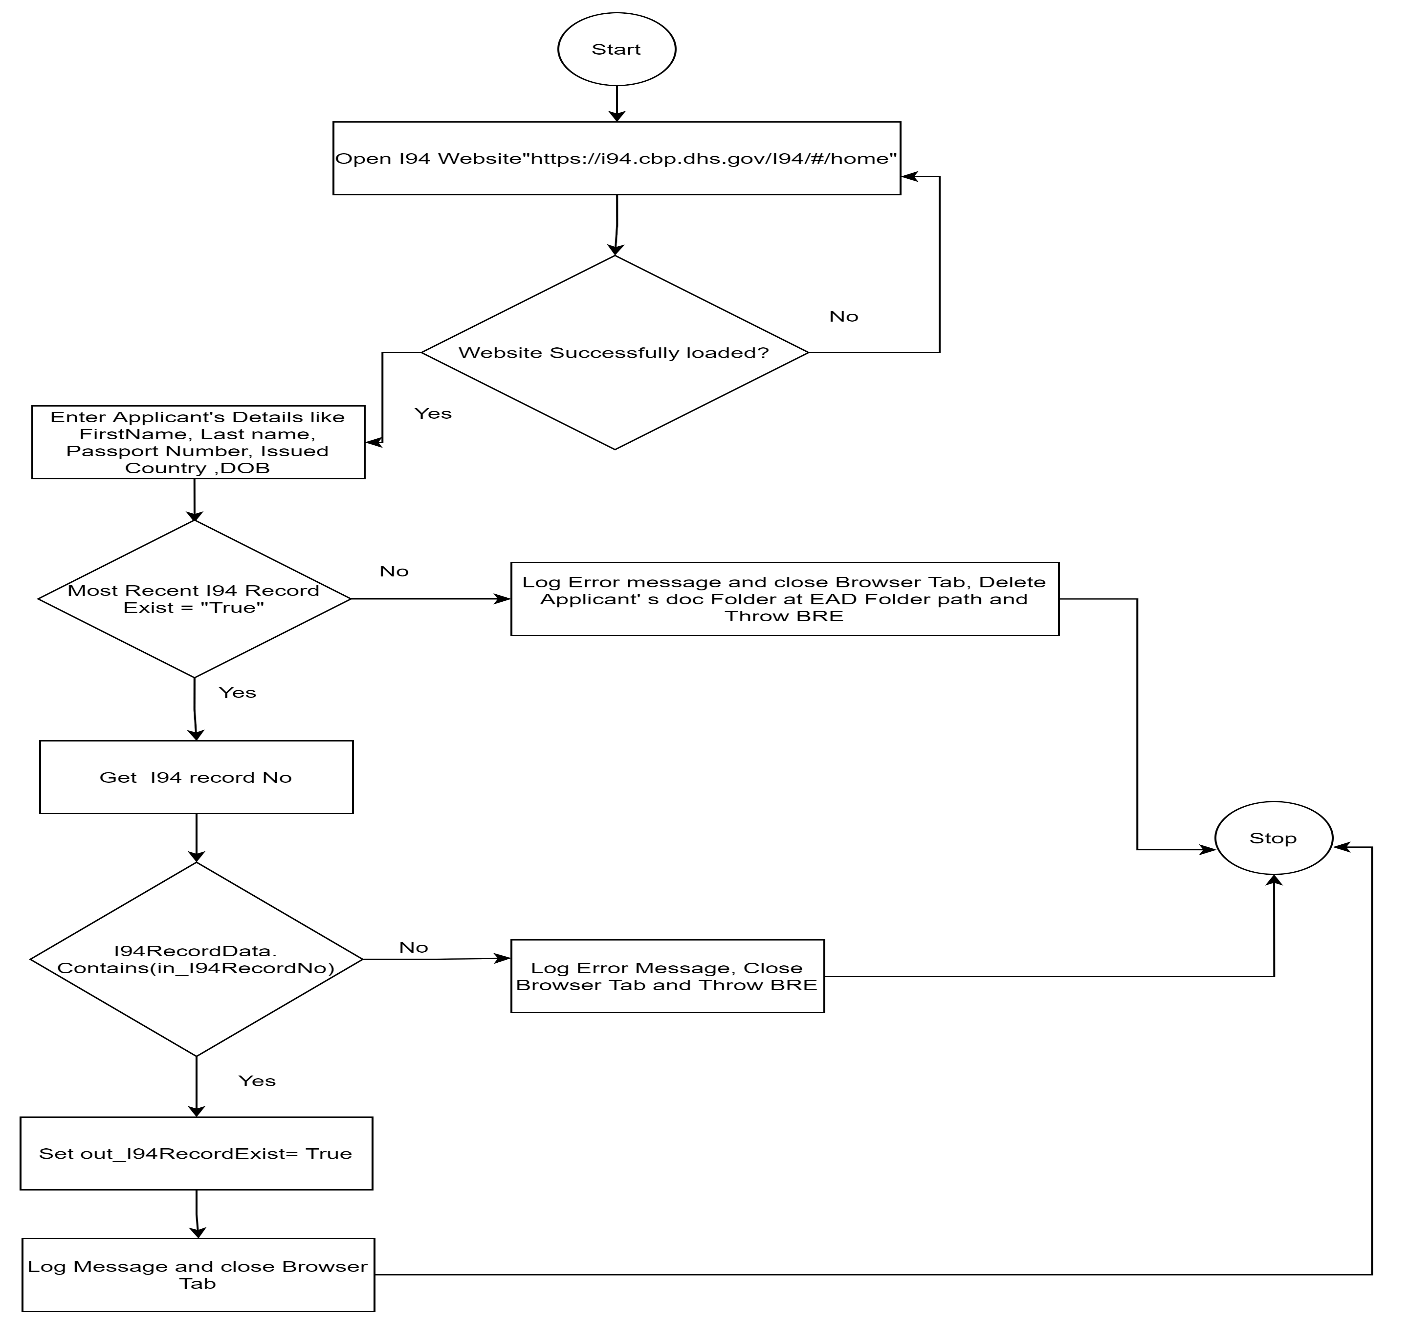 Start
Open I94 Website"https://i94.cbp.dhs.gov/I94/#/home"
No
Website Successfully loaded?
Yes
Enter Applicant's Details like
FirstName, Last name,
Passport Number, Issued
Country ,DOB
No
Most Recent I94 Record
Exist = "True"
Log Error message and close Browser Tab, Delete
Applicant' s doc Folder at EAD Folder path and
Throw BRE
Yes
Get  I94 record No
Stop
I94RecordData.
Contains(in_I94RecordNo)
No
Log Error Message, Close
Browser Tab and Throw BRE
Yes
Set out_I94RecordExist= True
Log Message and close Browser
Tab